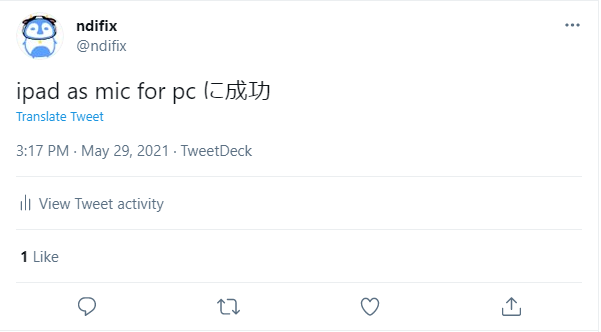 ndifix
@ndifix
ipad as mic for pc に成功
Translate Tweet
3:17 PM · May 29, 2021 · TweetDeck
View Tweet activity
1 Like